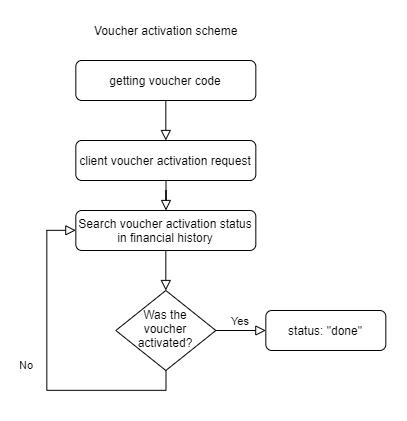 Voucher activation scheme
getting voucher code
client voucher activation request
Search voucher activation status
in financial history
Was the
voucher
activated?
Yes
status: "done"
No